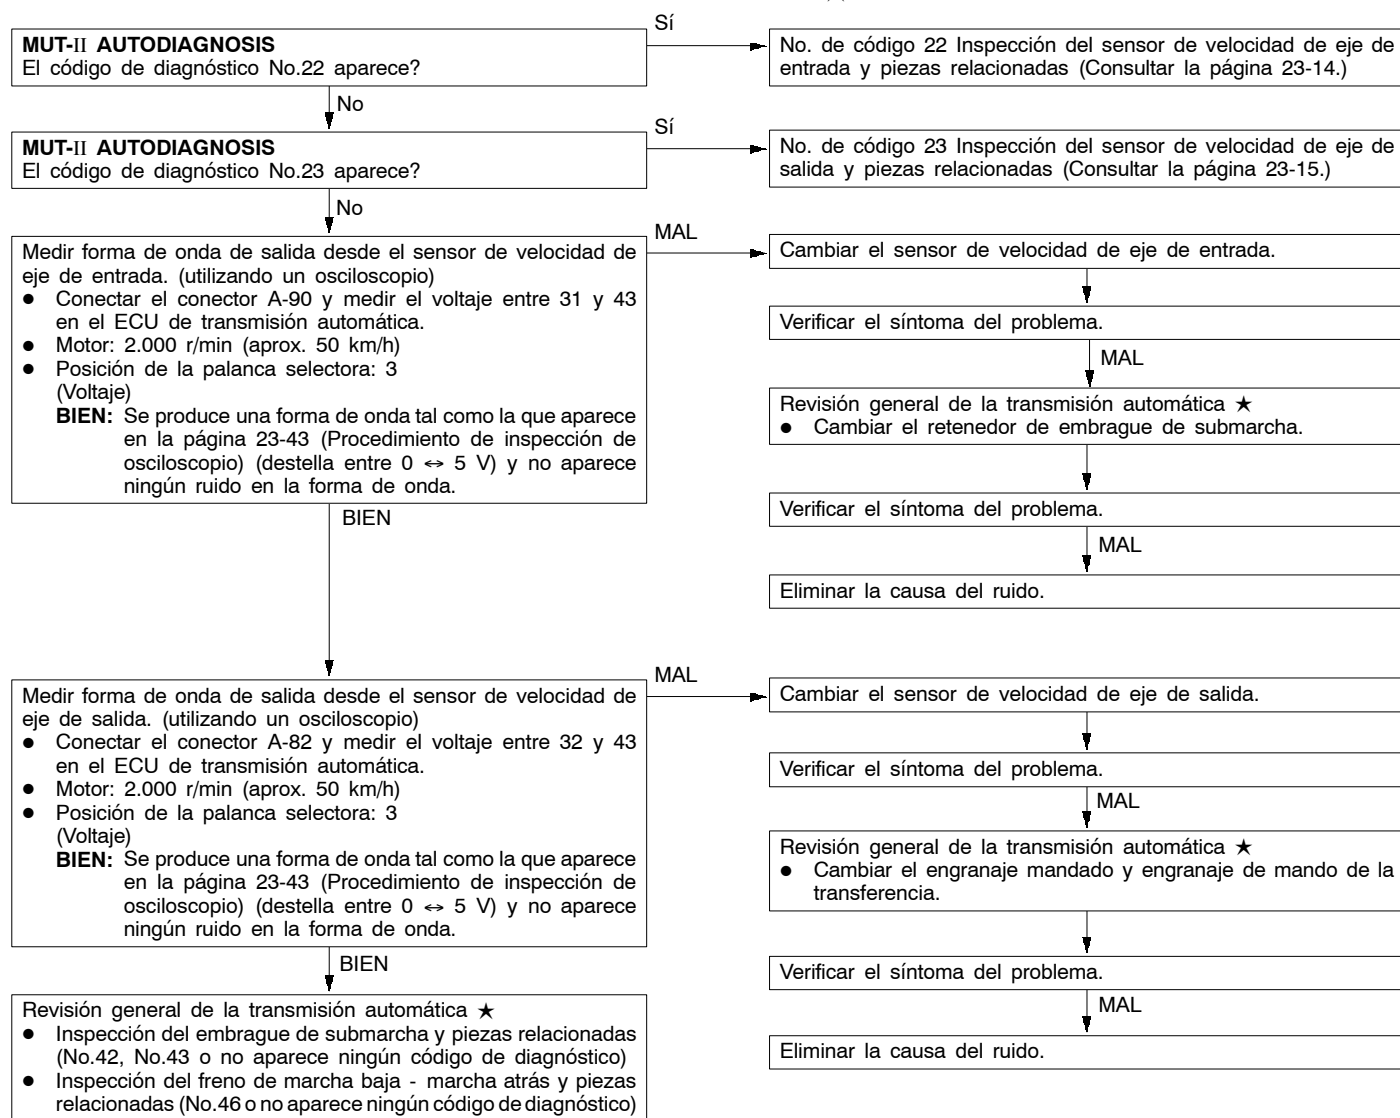 MUT-II AUTODIAGNOSIS
El código de diagnóstico No.22 aparece?
Sí
No. de código 22 Inspección del sensor de velocidad de eje de
entrada y piezas relacionadas (Consultar la página 23-14.)
No
MUT-II AUTODIAGNOSIS
El código de diagnóstico No.23 aparece?
Sí
No. de código 23 Inspección del sensor de velocidad de eje de
salida y piezas relacionadas (Consultar la página 23-15.)
No
Medir forma de onda de salida desde el sensor de velocidad de
eje de entrada. (utilizando un osciloscopio)
● Conectar el conector A-90 y medir el voltaje entre 31 y 43
en el ECU de transmisión automática.
● Motor: 2.000 r/min (aprox. 50 km/h)
● Posición de la palanca selectora: 3
(Voltaje)
BIEN: Se produce una forma de onda tal como la que aparece
en la página 23-43 (Procedimiento de inspección de
osciloscopio) (destella entre 0 ↔ 5 V) y no aparece
ningún ruido en la forma de onda.
MAL
Cambiar el sensor de velocidad de eje de entrada.
Verificar el síntoma del problema.
MAL
Revisión general de la transmisión automática ★
● Cambiar el retenedor de embrague de submarcha.
Verificar el síntoma del problema.
MAL
Eliminar la causa del ruido.
BIEN
Medir forma de onda de salida desde el sensor de velocidad de
eje de salida. (utilizando un osciloscopio)
● Conectar el conector A-82 y medir el voltaje entre 32 y 43
en el ECU de transmisión automática.
● Motor: 2.000 r/min (aprox. 50 km/h)
● Posición de la palanca selectora: 3
(Voltaje)
BIEN: Se produce una forma de onda tal como la que aparece
en la página 23-43 (Procedimiento de inspección de
osciloscopio) (destella entre 0 ↔ 5 V) y no aparece
ningún ruido en la forma de onda.
MAL
Cambiar el sensor de velocidad de eje de salida.
Verificar el síntoma del problema.
MAL
Revisión general de la transmisión automática ★
● Cambiar el engranaje mandado y engranaje de mando de la
transferencia.
Verificar el síntoma del problema.
MAL
Eliminar la causa del ruido.
BIEN
Revisión general de la transmisión automática ★
● Inspección del embrague de submarcha y piezas relacionadas
(No.42, No.43 o no aparece ningún código de diagnóstico)
● Inspección del freno de marcha baja - marcha atrás y piezas
relacionadas (No.46 o no aparece ningún código de diagnóstico)